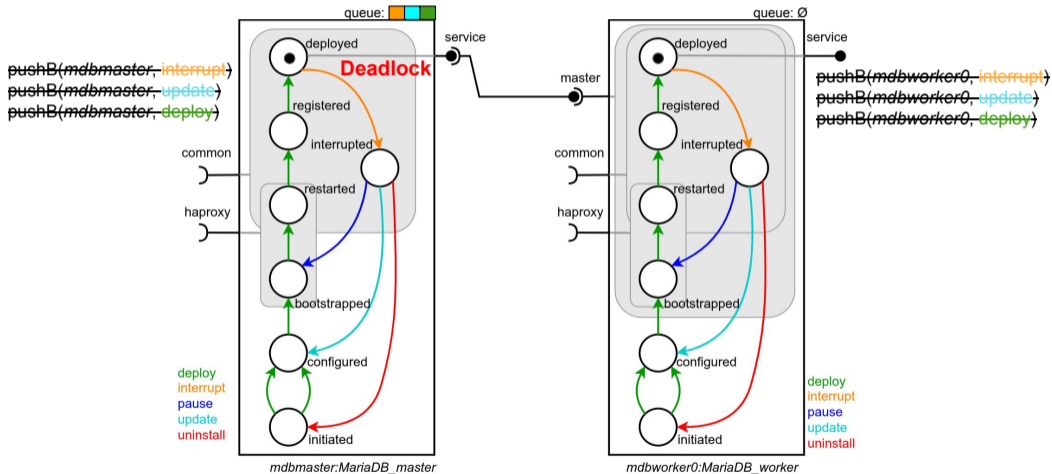 queue:
deployed
service
Deadlock
pushB(mdbmaster, interrupt)
pushB(mdbmaster, update)
pushB(mdbmaster, deploy)
registered
interrupted
common
restarted
haproxy
bootstrapped
configured
deploy
interrupt
pause
update
uninstall
initiated
mdbmaster:MariaDB_master
queue: Ø
deployed
service
master
pushB(mdbworker0, interrupt)
pushB(mdbworker0, update)
pushB(mdbworker0, deploy)
registered
interrupted
common
restarted
haproxy
bootstrapped
configured
deploy
interrupt
pause
update
uninstall
initiated
mdbworker0:MariaDB_worker